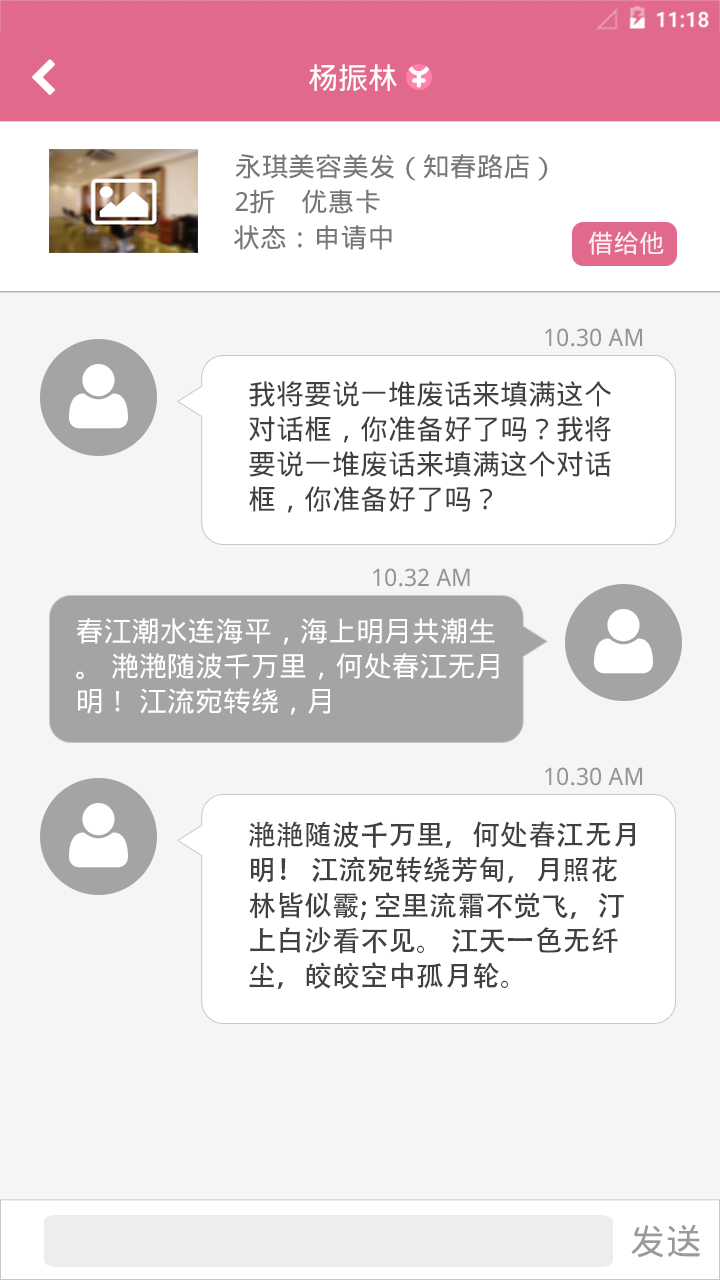 11:18
杨振林
永琪美容美发（知春路店）
2折 优惠卡
状态：申请中
借给他
10.30 AM
我将要说一堆废话来填满这个
对话框，你准备好了吗？我将
要说一堆废话来填满这个对话
框，你准备好了吗？
10.32 AM
春江潮水连海平，海上明月共潮生
。 滟滟随波千万里，何处春江无月
明！ 江流宛转绕，月
10.30 AM
滟滟随波千万里，何处春江无月
明！ 江流宛转绕芳甸，月照花
林皆似霰; 空里流霜不觉飞，汀
上白沙看不见。 江天一色无纤
尘，皎皎空中孤月轮。
发送